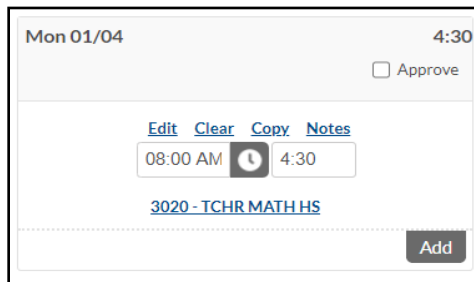 Mon 01/04 4:30
Approve
Edit Clear Copy Notes
08:00 AM 4:30
3020 - TCHR MATH HS
Add